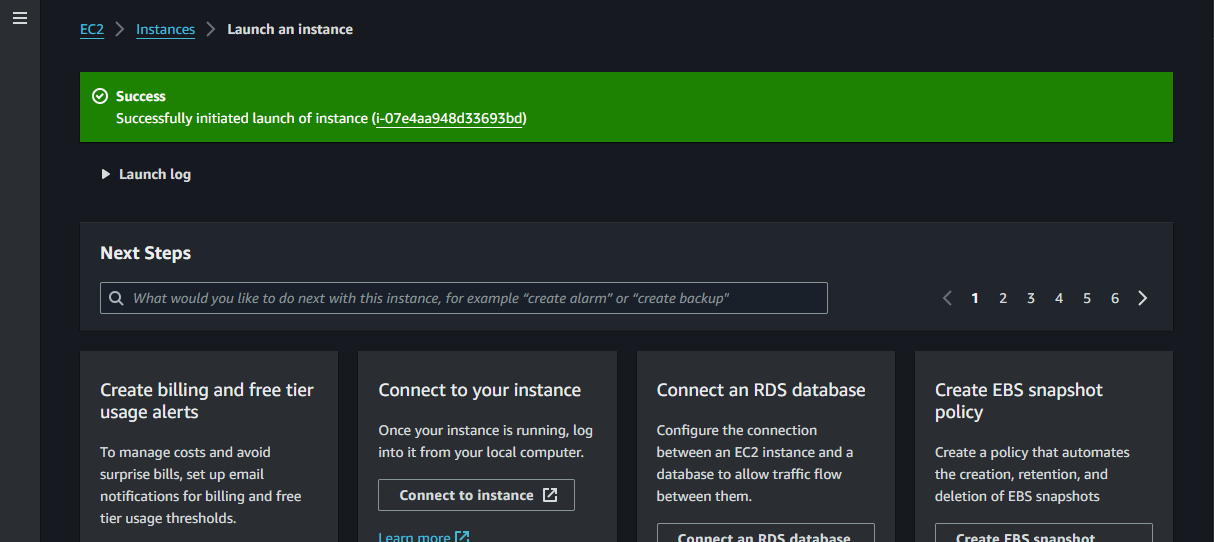 EC2 > Instances > Launch an instance
Success
Successfully initiated launch of instance (i-07e4aa948d33693bd)
Launch log
Next Steps
What would you like to do next with this instance, for example “create alarm” or “create backup”
1 2 3 4 5 6
Create billing and free tier
usage alerts
To manage costs and avoid
surprise bills, set up email
notifications for billing and free
tier usage thresholds.
Connect to your instance
Once your instance is running, log
into it from your local computer.
Connect to instance
Learn more
Connect an RDS database
Configure the connection
between an EC2 instance and a
database to allow traffic flow
between them.
Connect an RDS database
Create EBS snapshot
policy
Create a policy that automates
the creation, retention, and
deletion of EBS snapshots
Create EBS snapshot